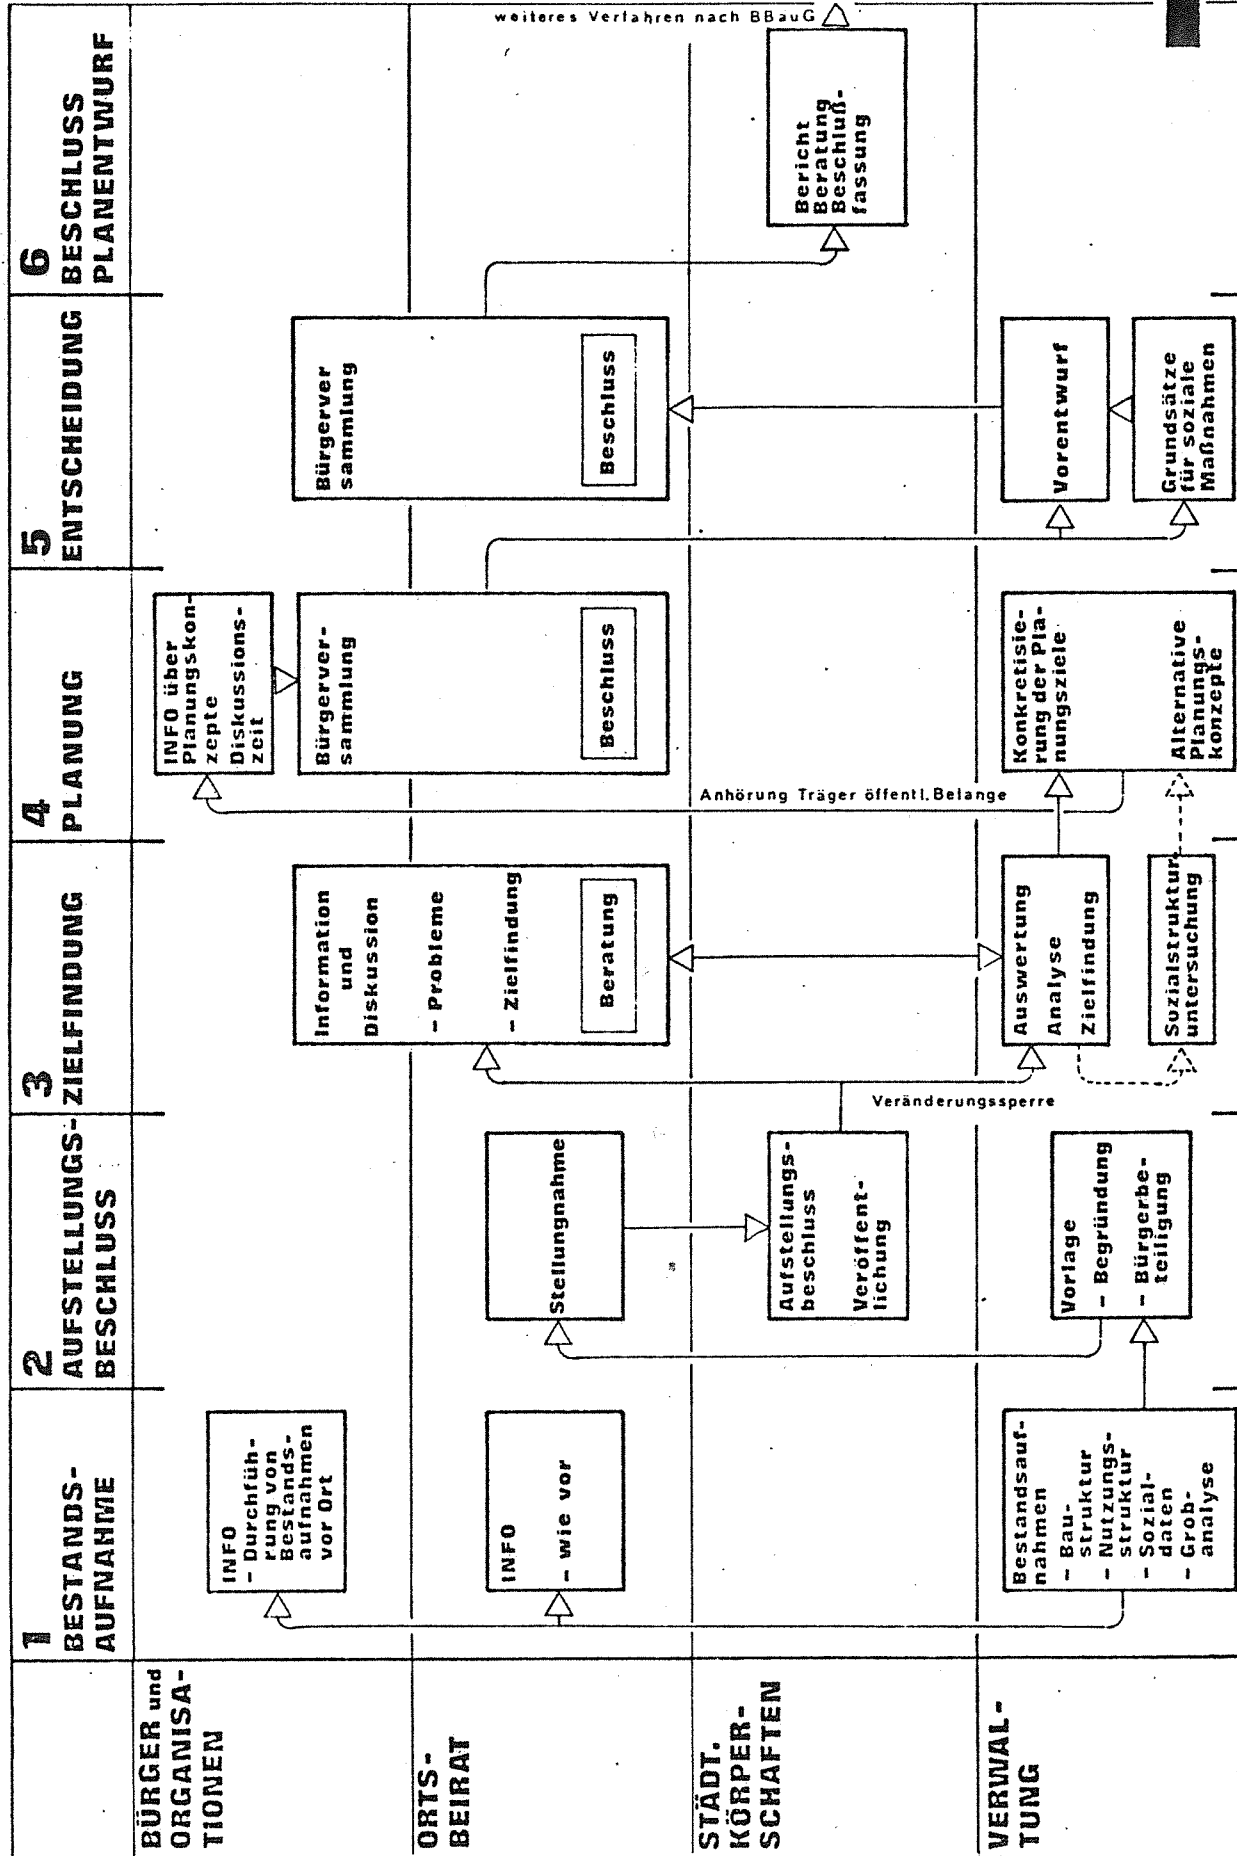 1
BESTANDS-
AUFNAHME
2
AUFSTELLUNGS-
BESCHLUSS
3
ZIELFINDUNG
4
PLANUNG
5
ENTSCHEIDUNG
6
BESCHLUSS
PLANENTWURF
BÜRGER und
ORGANISA-
TIONEN
INFO
- Durchfüh-
rung von
Bestands-
aufnahmen
vor Ort
INFO über
Planungskon-
zepte
Diskussions-
zeit
ORTS-
BEIRAT
INFO
- wie vor
Stellungnahme
Information
und
Diskussion
- Probleme
- Zielfindung
Beratung
Bürgerver-
sammlung
Beschluss
Bürgerver
sammlung
Beschluss
weiteres Verfahren nach BBauG
STÄDT.
KÖRPER-
SCHAFTEN
Aufstellungs-
beschluss
Veröffent-
lichung
Veränderungssperre
Anhörung Träger öffentl. Belange
Bericht
Beratung
Beschluß-
fassung
VERWAL-
TUNG
Bestandsauf-
nahmen
- Bau-
struktur
- Nutzungs-
struktur
- Sozial-
daten
- Grob-
analyse
Vorlage
- Begründung
- Bürgerbe-
teiligung
Auswertung
Analyse
Zielfindung
Sozialstruktur
untersuchung
Konkretisie-
rung der Pla-
nungsziele
Alternative
Planungs-
konzepte
Vorentwurf
Grundsätze
für soziale
Maßnahmen